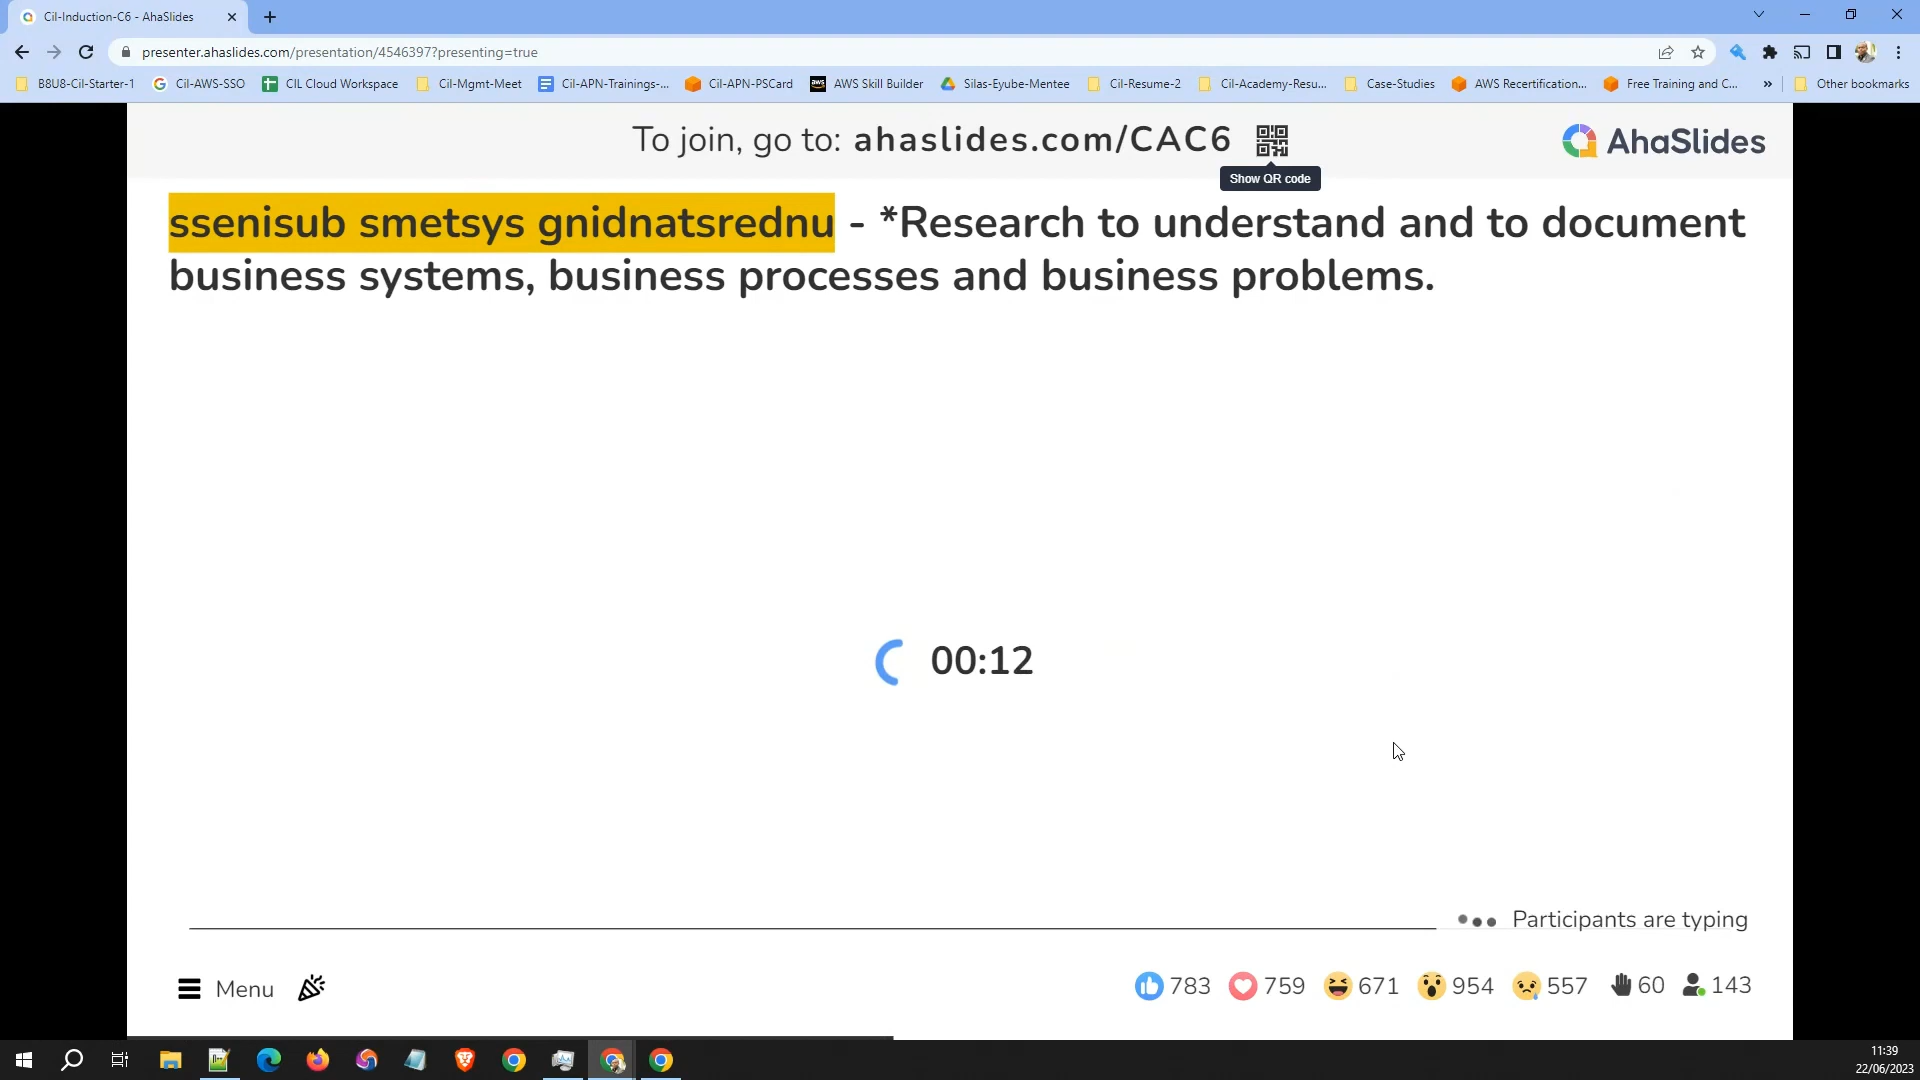 Cil-Induction-C6 - AhaSlides
presenter.ahaslides.com/presentation/4546397?presenting=true
B8U8-Cil-Starter-1 Cil-AWS-SSO CIL Cloud Workspace Cil-Mgmt-Meet Cil-APN-Trainings-... Cil-APN-PSCard AWS Skill Builder Silas-Eyube-Mentee Cil-Resume-2 Cil-Academy-Resu... Case-Studies AWS Recertification... Free Training and C... » Other bookmarks
To join, go to: ahaslides.com/CAC6 AhaSlides
Show QR code
ssenisub smetsys gnidnatsrednu - *Research to understand and to document
business systems, business processes and business problems.
00:12
Participants are typing
Menu 783 759 671 954 557 60 143
11:39
22/06/2023